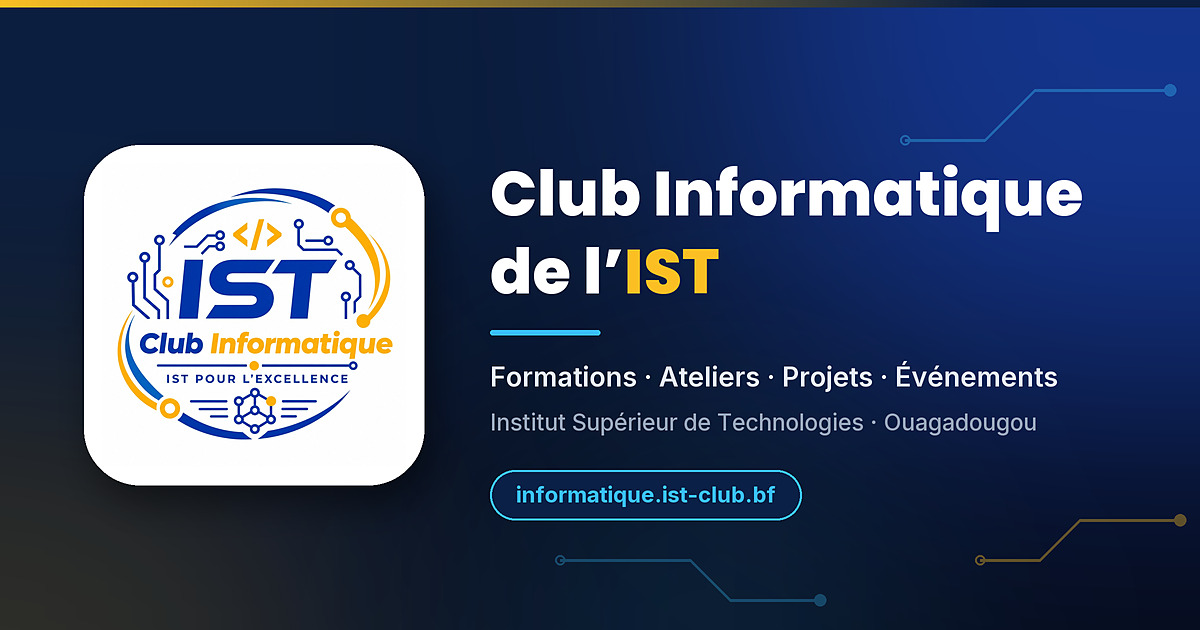 </>
IST
Club Informatique
IST POUR L'EXCELLENCE
Club Informatique
de l’IST
Formations · Ateliers · Projets · Événements
Institut Supérieur de Technologies · Ouagadougou
informatique.ist-club.bf